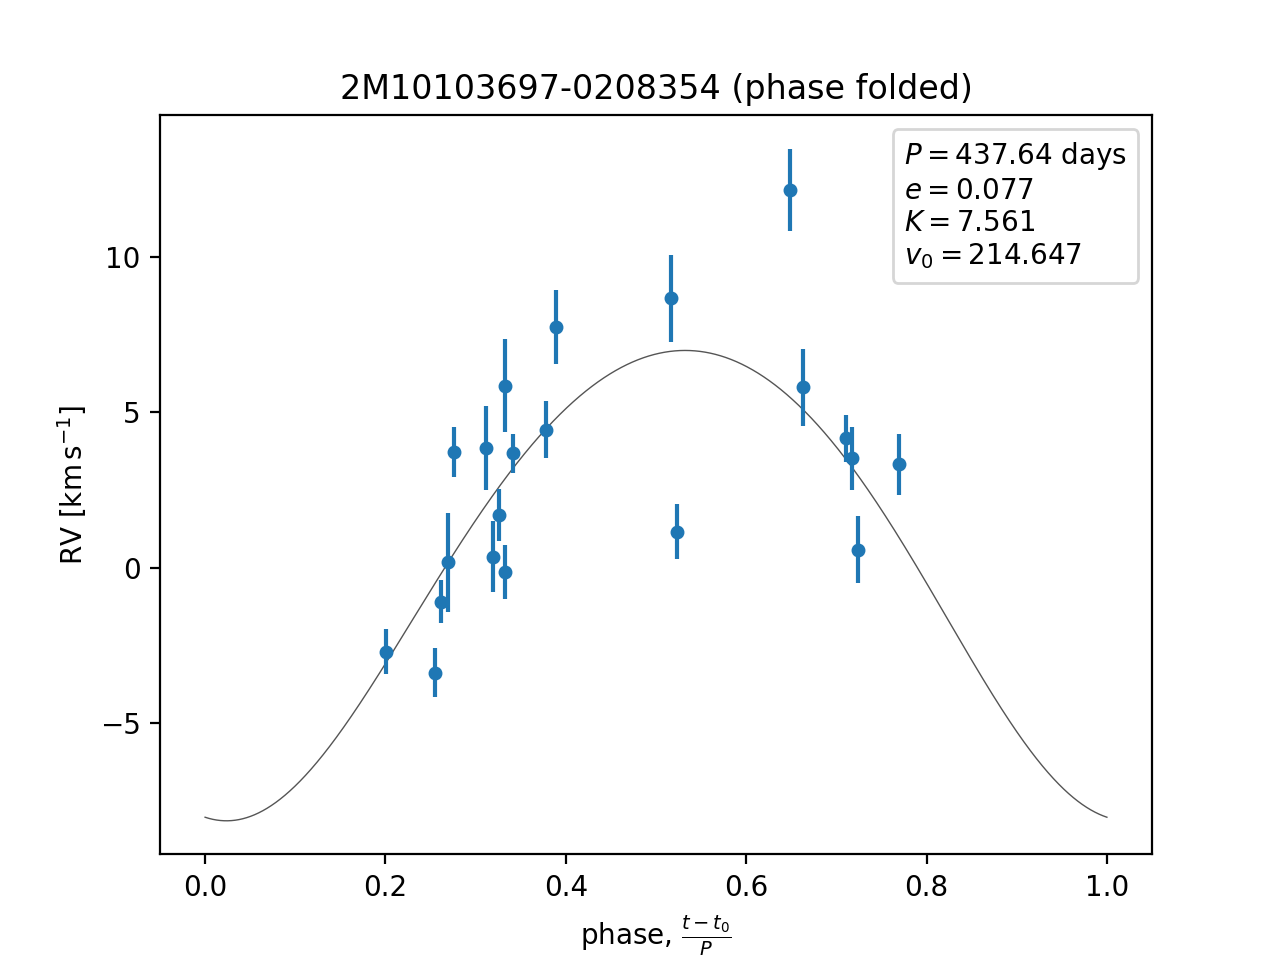 2M10103697-0208354 (phase folded)
P = 437.64 days
e = 0.077
K = 7.561
v₀ = 214.647
10
5
0
−5
RV [km s⁻¹]
0.0 0.2 0.4 0.6 0.8 1.0
phase, (t − t₀)/P